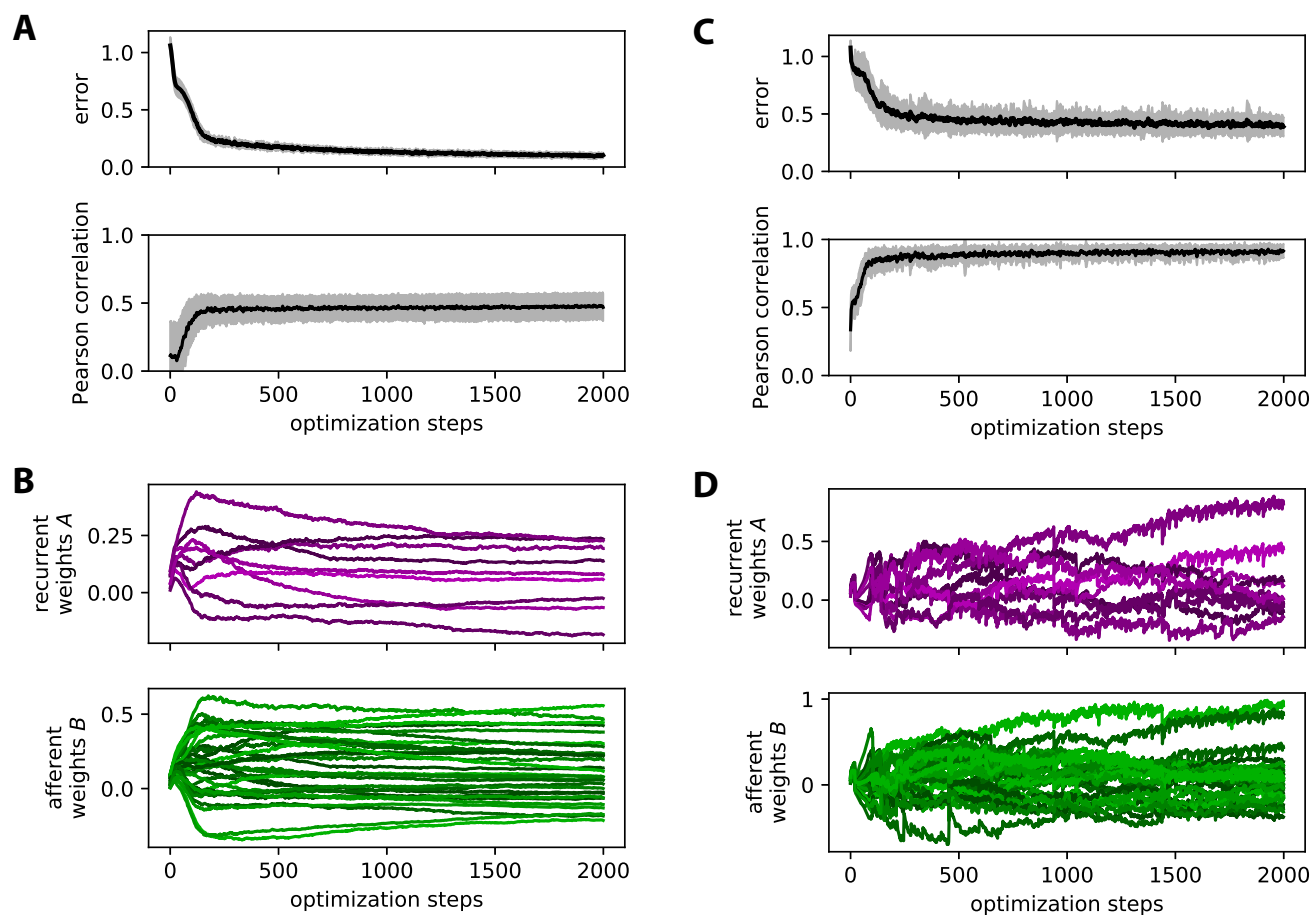 A
error
1.0
0.5
0.0
Pearson correlation
1.0
0.5
0.0
0
500
1000
1500
2000
optimization steps
B
recurrent
weights A
0.25
0.00
afferent
weights B
0.5
0.0
0
500
1000
1500
2000
optimization steps
C
error
1.0
0.5
0.0
Pearson correlation
1.0
0.5
0.0
0
500
1000
1500
2000
optimization steps
D
recurrent
weights A
0.5
0.0
afferent
weights B
1
0
0
500
1000
1500
2000
optimization steps